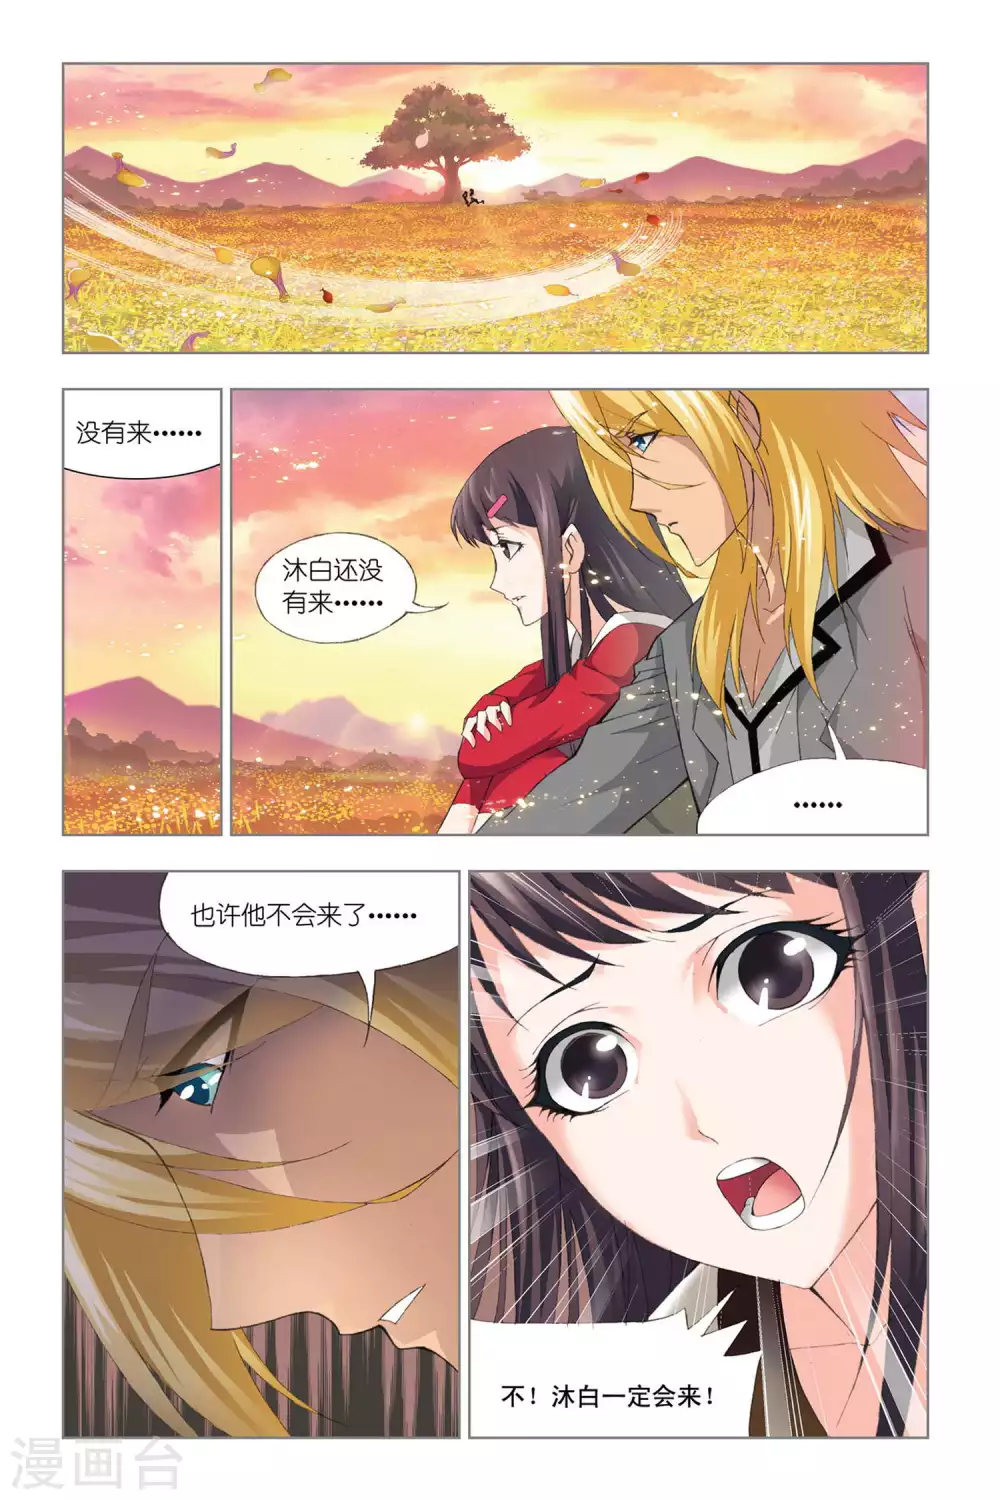 没有来……
沐白还没
有来……
……
也许他不会来了……
不！沐白一定会来！
漫画台